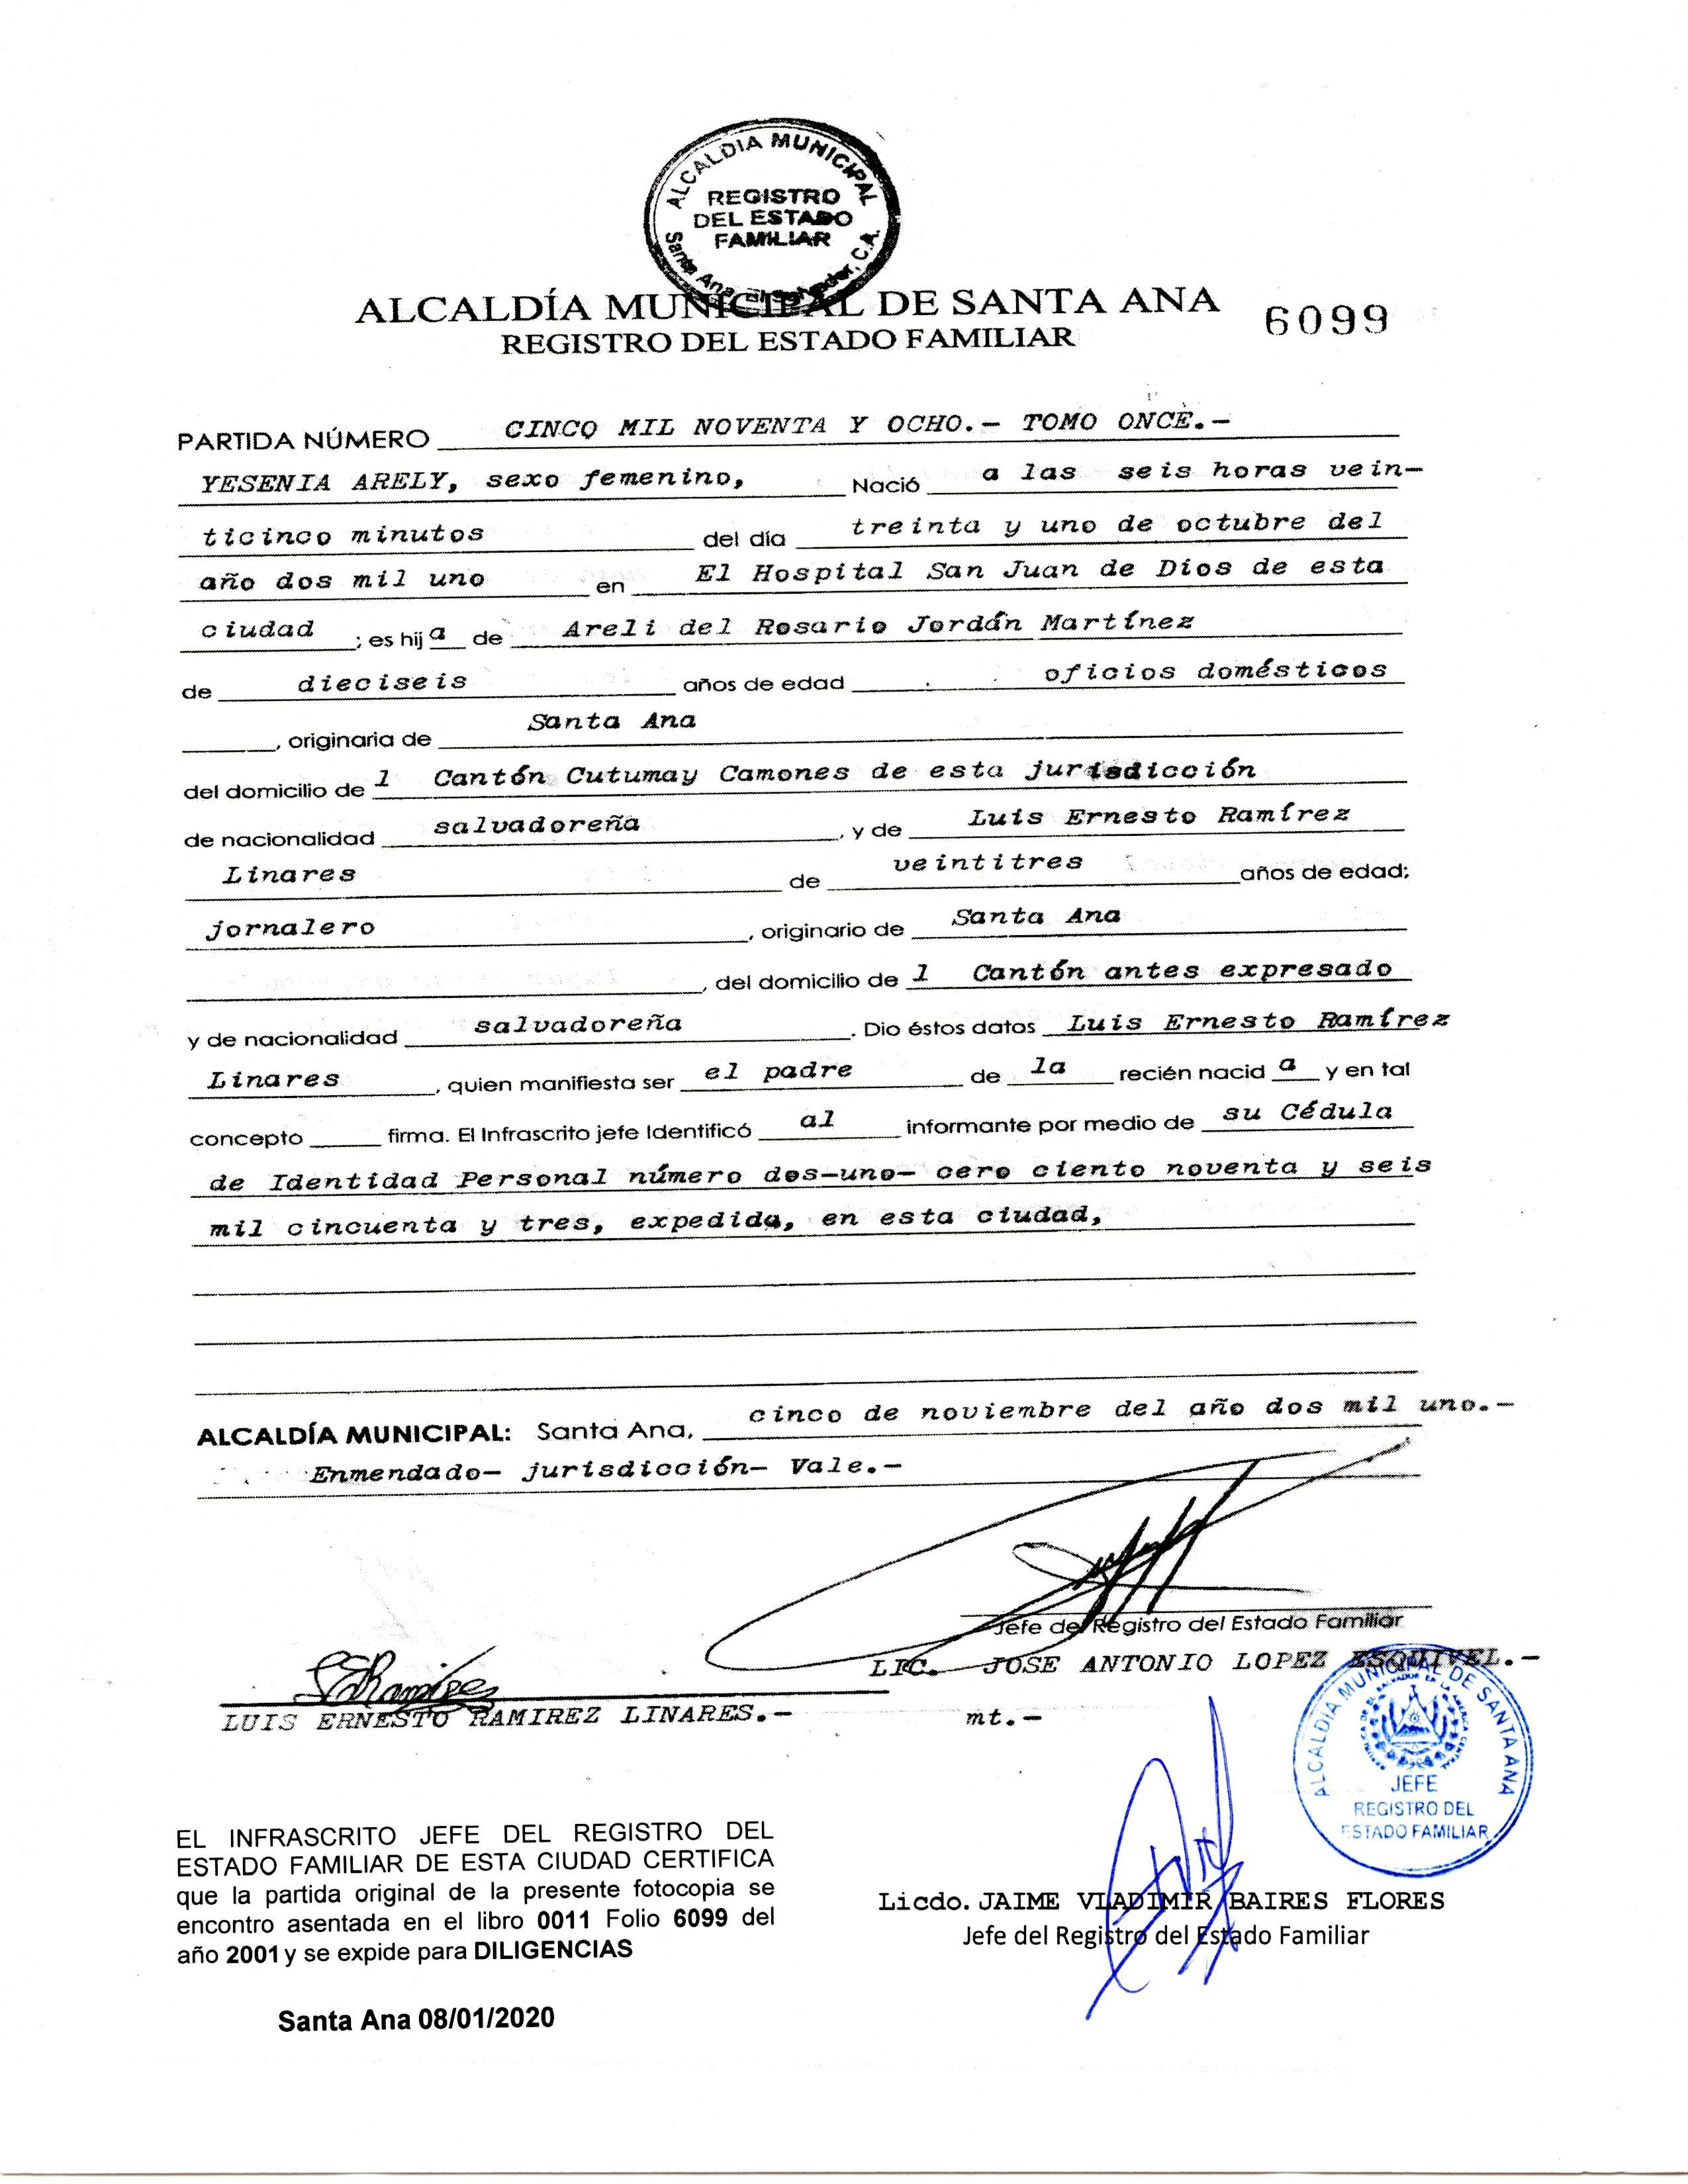 ALCALDIA MUNICIPAL
REGISTRO
DEL ESTADO
FAMILIAR
Santa Ana, El Salvador, C.A.
ALCALDÍA MUNICIPAL DE SANTA ANA
6099
REGISTRO DEL ESTADO FAMILIAR
PARTIDA NÚMERO CINCO MIL NOVENTA Y OCHO.- TOMO ONCE.-
YESENIA ARELY, sexo femenino, Nació a las seis horas vein-
ticinco minutos del día treinta y uno de octubre del
año dos mil uno en El Hospital San Juan de Dios de esta
ciudad ; es hij a de Areli del Rosario Jordán Martínez
de dieciseis años de edad oficios domésticos
, originaria de Santa Ana
del domicilio de l Cantón Cutumay Camones de esta jurisdicción
de nacionalidad salvadoreña , y de Luis Ernesto Ramírez
Linares de veintitres años de edad;
jornalero , originario de Santa Ana
, del domicilio de l Cantón antes expresado
y de nacionalidad salvadoreña . Dio éstos datos Luis Ernesto Ramírez
Linares , quien manifiesta ser el padre de la recién nacid a y en tal
concepto firma. El Infrascrito jefe Identificó al informante por medio de su Cédula
de Identidad Personal número dos-uno- cero ciento noventa y seis
mil cincuenta y tres, expedida, en esta ciudad,
ALCALDÍA MUNICIPAL: Santa Ana, cinco de noviembre del año dos mil uno.-
Enmendado- jurisdicción- Vale.-
Jefe del Registro del Estado Familiar
LIC. JOSE ANTONIO LOPEZ ESQUIVEL.-
LUIS ERNESTO RAMIREZ LINARES.- mt.-
ALCALDIA MUNICIPAL DE SANTA ANA
JEFE
REGISTRO DEL
ESTADO FAMILIAR
EL INFRASCRITO JEFE DEL REGISTRO DEL
ESTADO FAMILIAR DE ESTA CIUDAD CERTIFICA
que la partida original de la presente fotocopia se
encontro asentada en el libro 0011 Folio 6099 del
año 2001 y se expide para DILIGENCIAS
Licdo. JAIME VLADIMIR BAIRES FLORES
Jefe del Registro del Estado Familiar
Santa Ana 08/01/2020